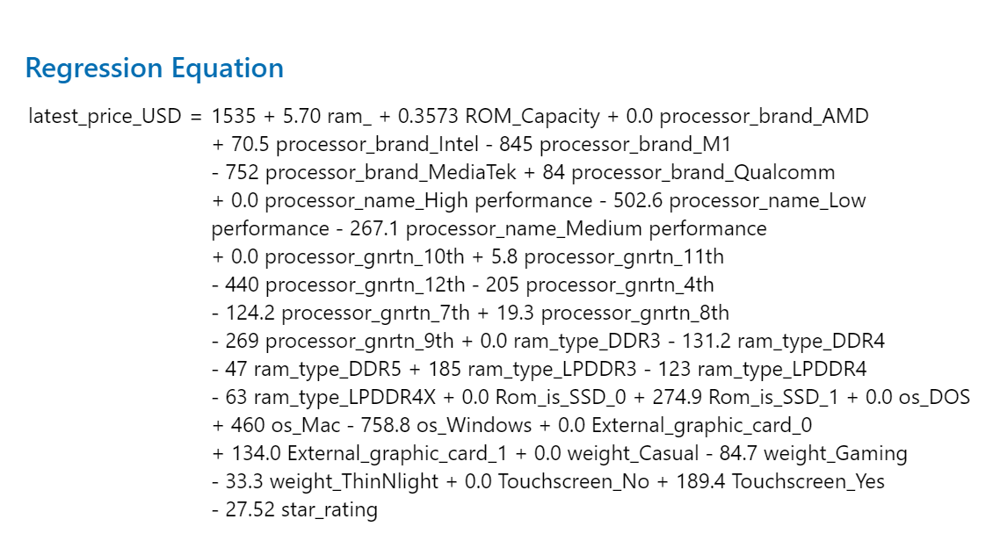 Regression Equation
latest_price_USD = 1535 + 5.70 ram_ + 0.3573 ROM_Capacity + 0.0 processor_brand_AMD
+ 70.5 processor_brand_Intel - 845 processor_brand_M1
- 752 processor_brand_MediaTek + 84 processor_brand_Qualcomm
+ 0.0 processor_name_High performance - 502.6 processor_name_Low
performance - 267.1 processor_name_Medium performance
+ 0.0 processor_gnrtn_10th + 5.8 processor_gnrtn_11th
- 440 processor_gnrtn_12th - 205 processor_gnrtn_4th
- 124.2 processor_gnrtn_7th + 19.3 processor_gnrtn_8th
- 269 processor_gnrtn_9th + 0.0 ram_type_DDR3 - 131.2 ram_type_DDR4
- 47 ram_type_DDR5 + 185 ram_type_LPDDR3 - 123 ram_type_LPDDR4
- 63 ram_type_LPDDR4X + 0.0 Rom_is_SSD_0 + 274.9 Rom_is_SSD_1 + 0.0 os_DOS
+ 460 os_Mac - 758.8 os_Windows + 0.0 External_graphic_card_0
+ 134.0 External_graphic_card_1 + 0.0 weight_Casual - 84.7 weight_Gaming
- 33.3 weight_ThinNlight + 0.0 Touchscreen_No + 189.4 Touchscreen_Yes
- 27.52 star_rating